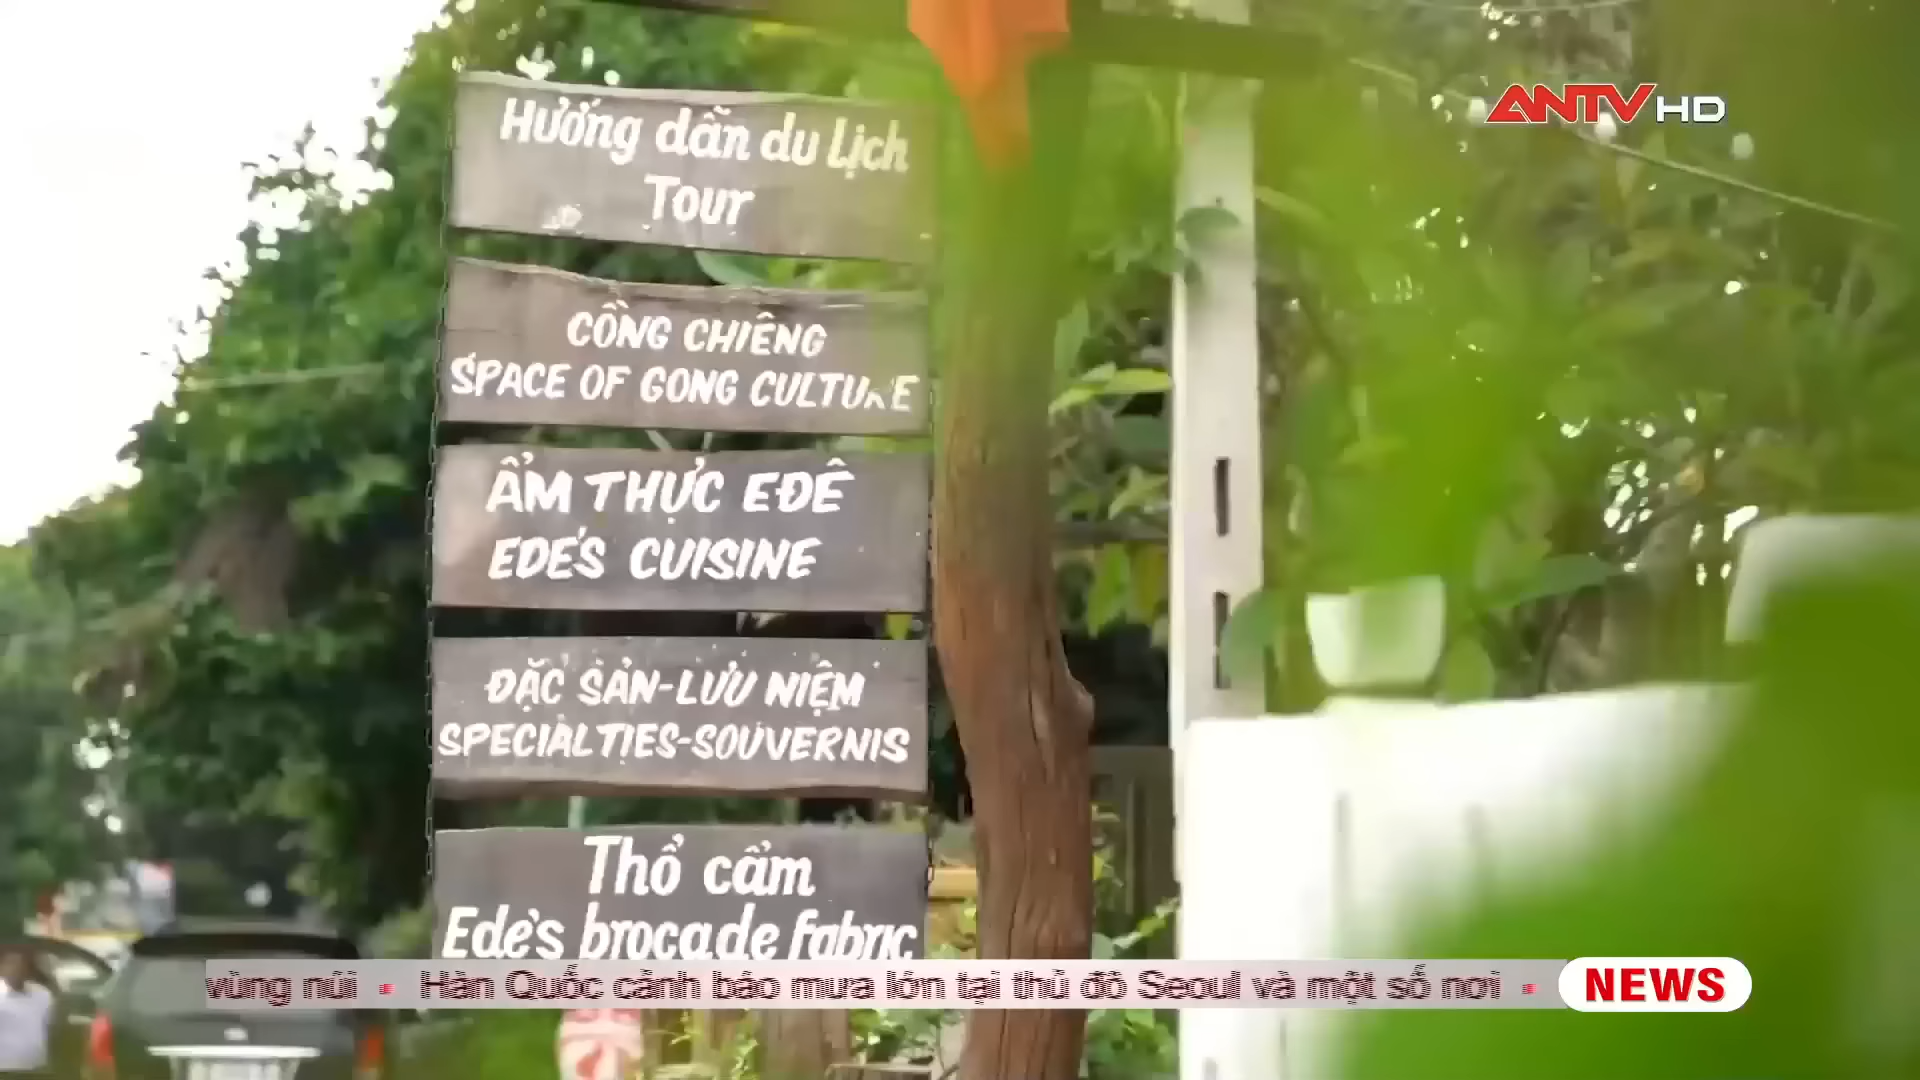 ANTV HD
Hướng dẫn du lịch
Tour
CỒNG CHIÊNG
SPACE OF GONG CULTURE
ẨM THỰC EĐÊ
EDE'S CUISINE
ĐẶC SẢN-LƯU NIỆM
SPECIALTIES-SOUVERNIS
Thổ cẩm
Ede's brocade fabric
vùng núi • Hàn Quốc cảnh báo mưa lớn tại thủ đô Seoul và một số nơi •
NEWS